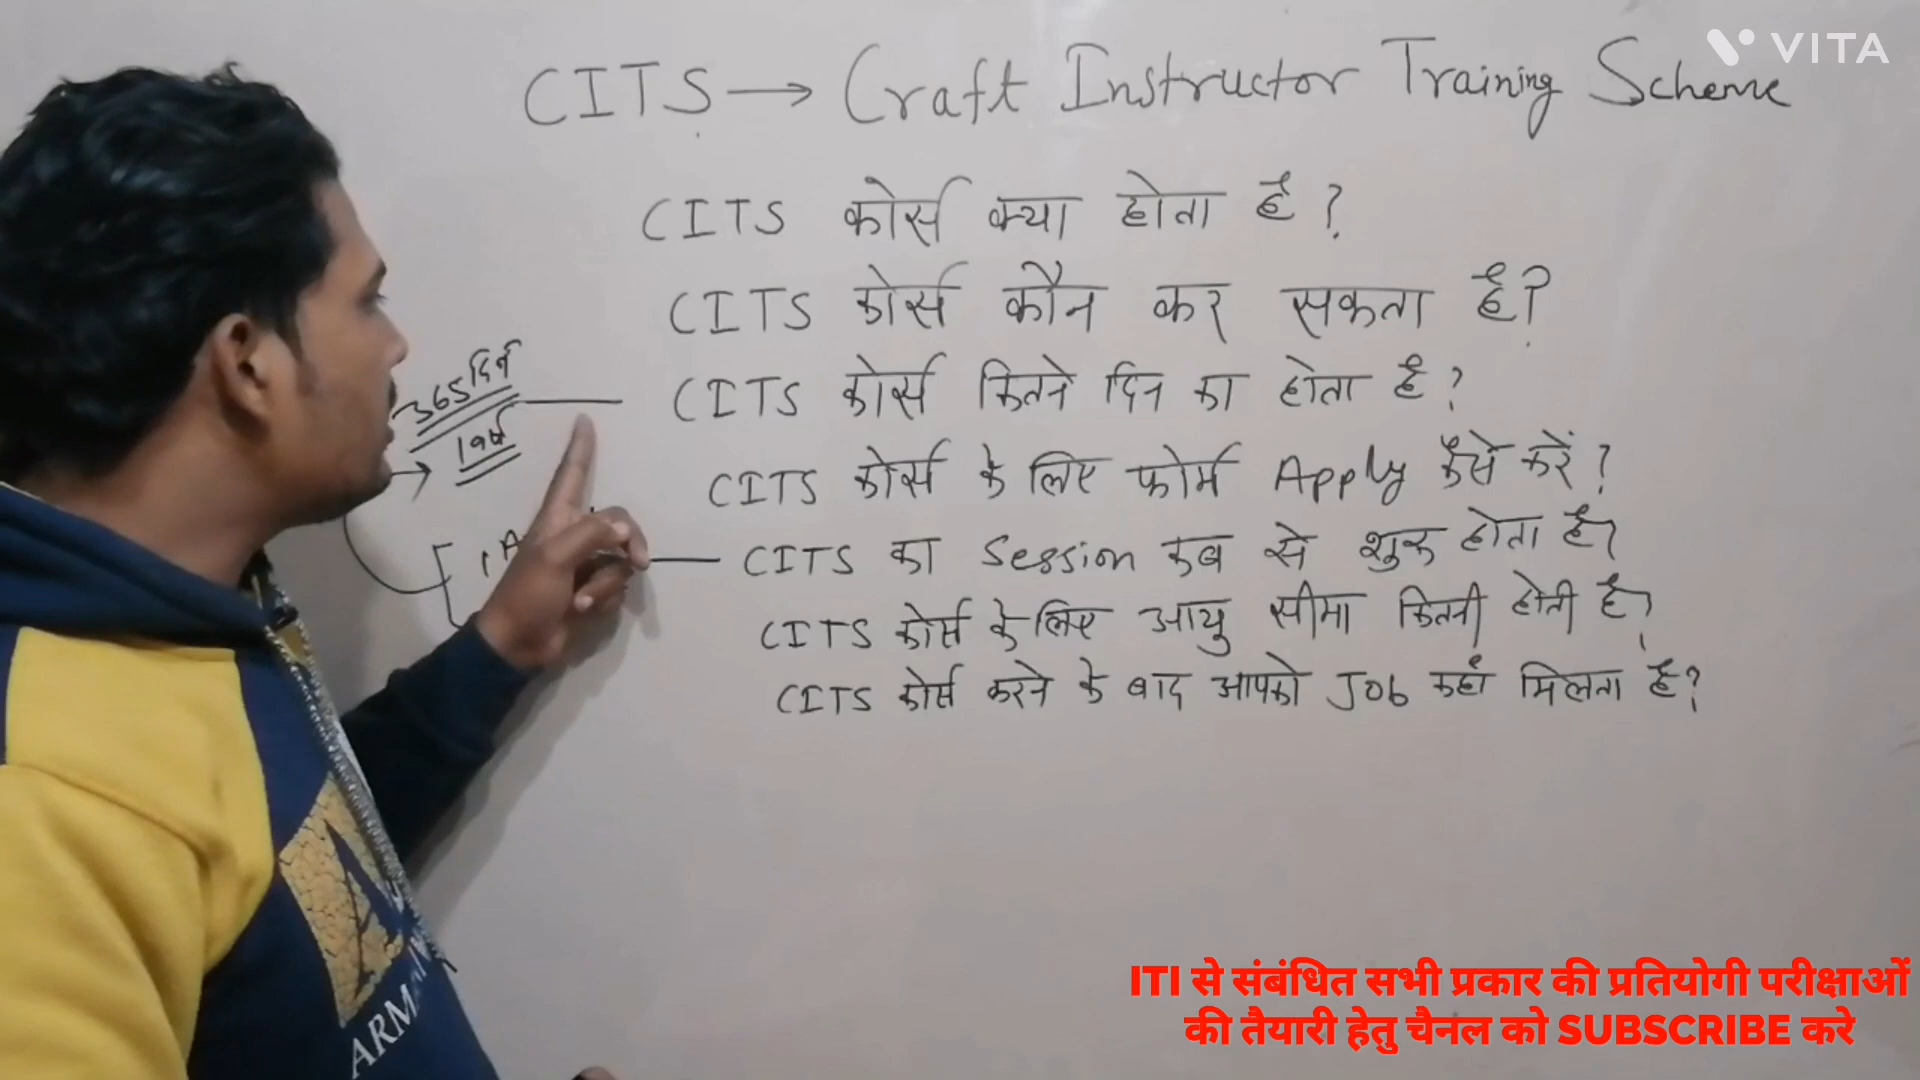 VITA
CITS → Craft Instructor Training Scheme
CITS कोर्स क्या होता है ?
CITS कोर्स कौन कर सकता है?
365 दिन
1 वर्ष
CITS कोर्स कितने दिन का होता है ?
CITS कोर्स के लिए फोर्म Apply कैसे करें ?
CITS का Session कब से शुरू होता है?
CITS कोर्स के लिए आयु सीमा कितनी होती है?
CITS कोर्स करने के बाद आपको Job कहाँ मिलता है?
ITI से संबंधित सभी प्रकार की प्रतियोगी परीक्षाओं
की तैयारी हेतु चैनल को SUBSCRIBE करे